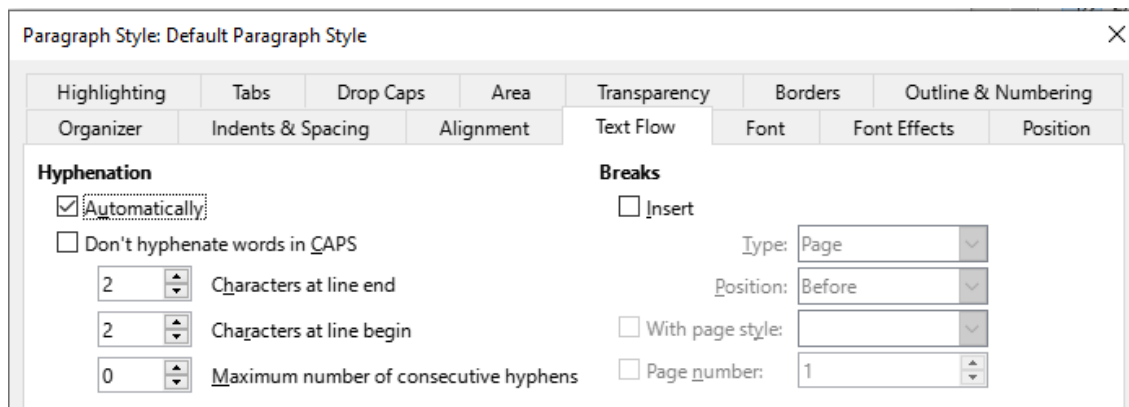 Paragraph Style: Default Paragraph Style
Highlighting Tabs Drop Caps Area Transparency Borders Outline & Numbering
Organizer Indents & Spacing Alignment Text Flow Font Font Effects Position
Hyphenation
Automatically
Don't hyphenate words in CAPS
2 Characters at line end
2 Characters at line begin
0 Maximum number of consecutive hyphens
Breaks
Insert
Type: Page
Position: Before
With page style:
Page number: 1